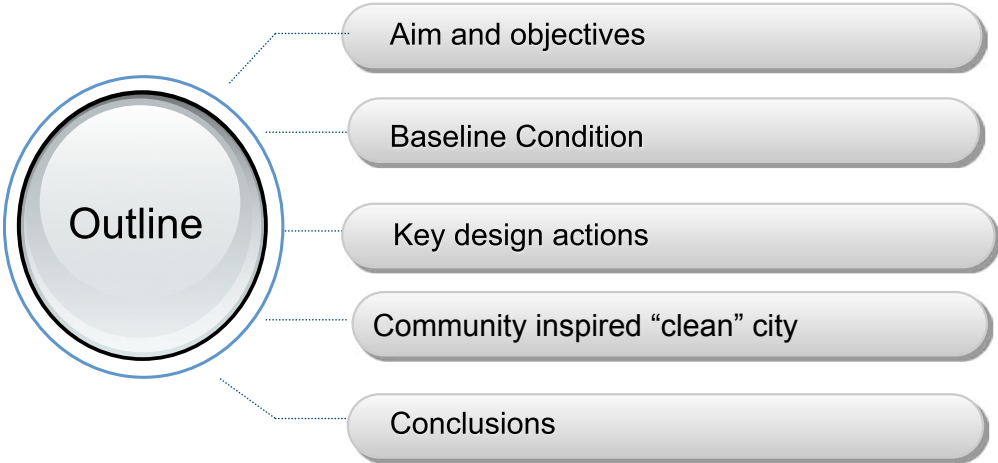 Outline
Aim and objectives
Baseline Condition
Key design actions
Community inspired “clean” city
Conclusions